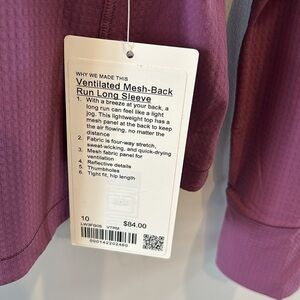 WHY WE MADE THIS
Ventilated Mesh-Back
Run Long Sleeve
1. With a breeze at your back, a
long run can feel like a light
jog. This lightweight top has a
mesh panel at the back to keep
the air flowing, no matter the
distance
2. Fabric is four-way stretch,
sweat-wicking, and quick-drying
3. Mesh fabric panel for
ventilation
4. Reflective details
5. Thumbholes
6. Tight fit, hip length
10
$84.00